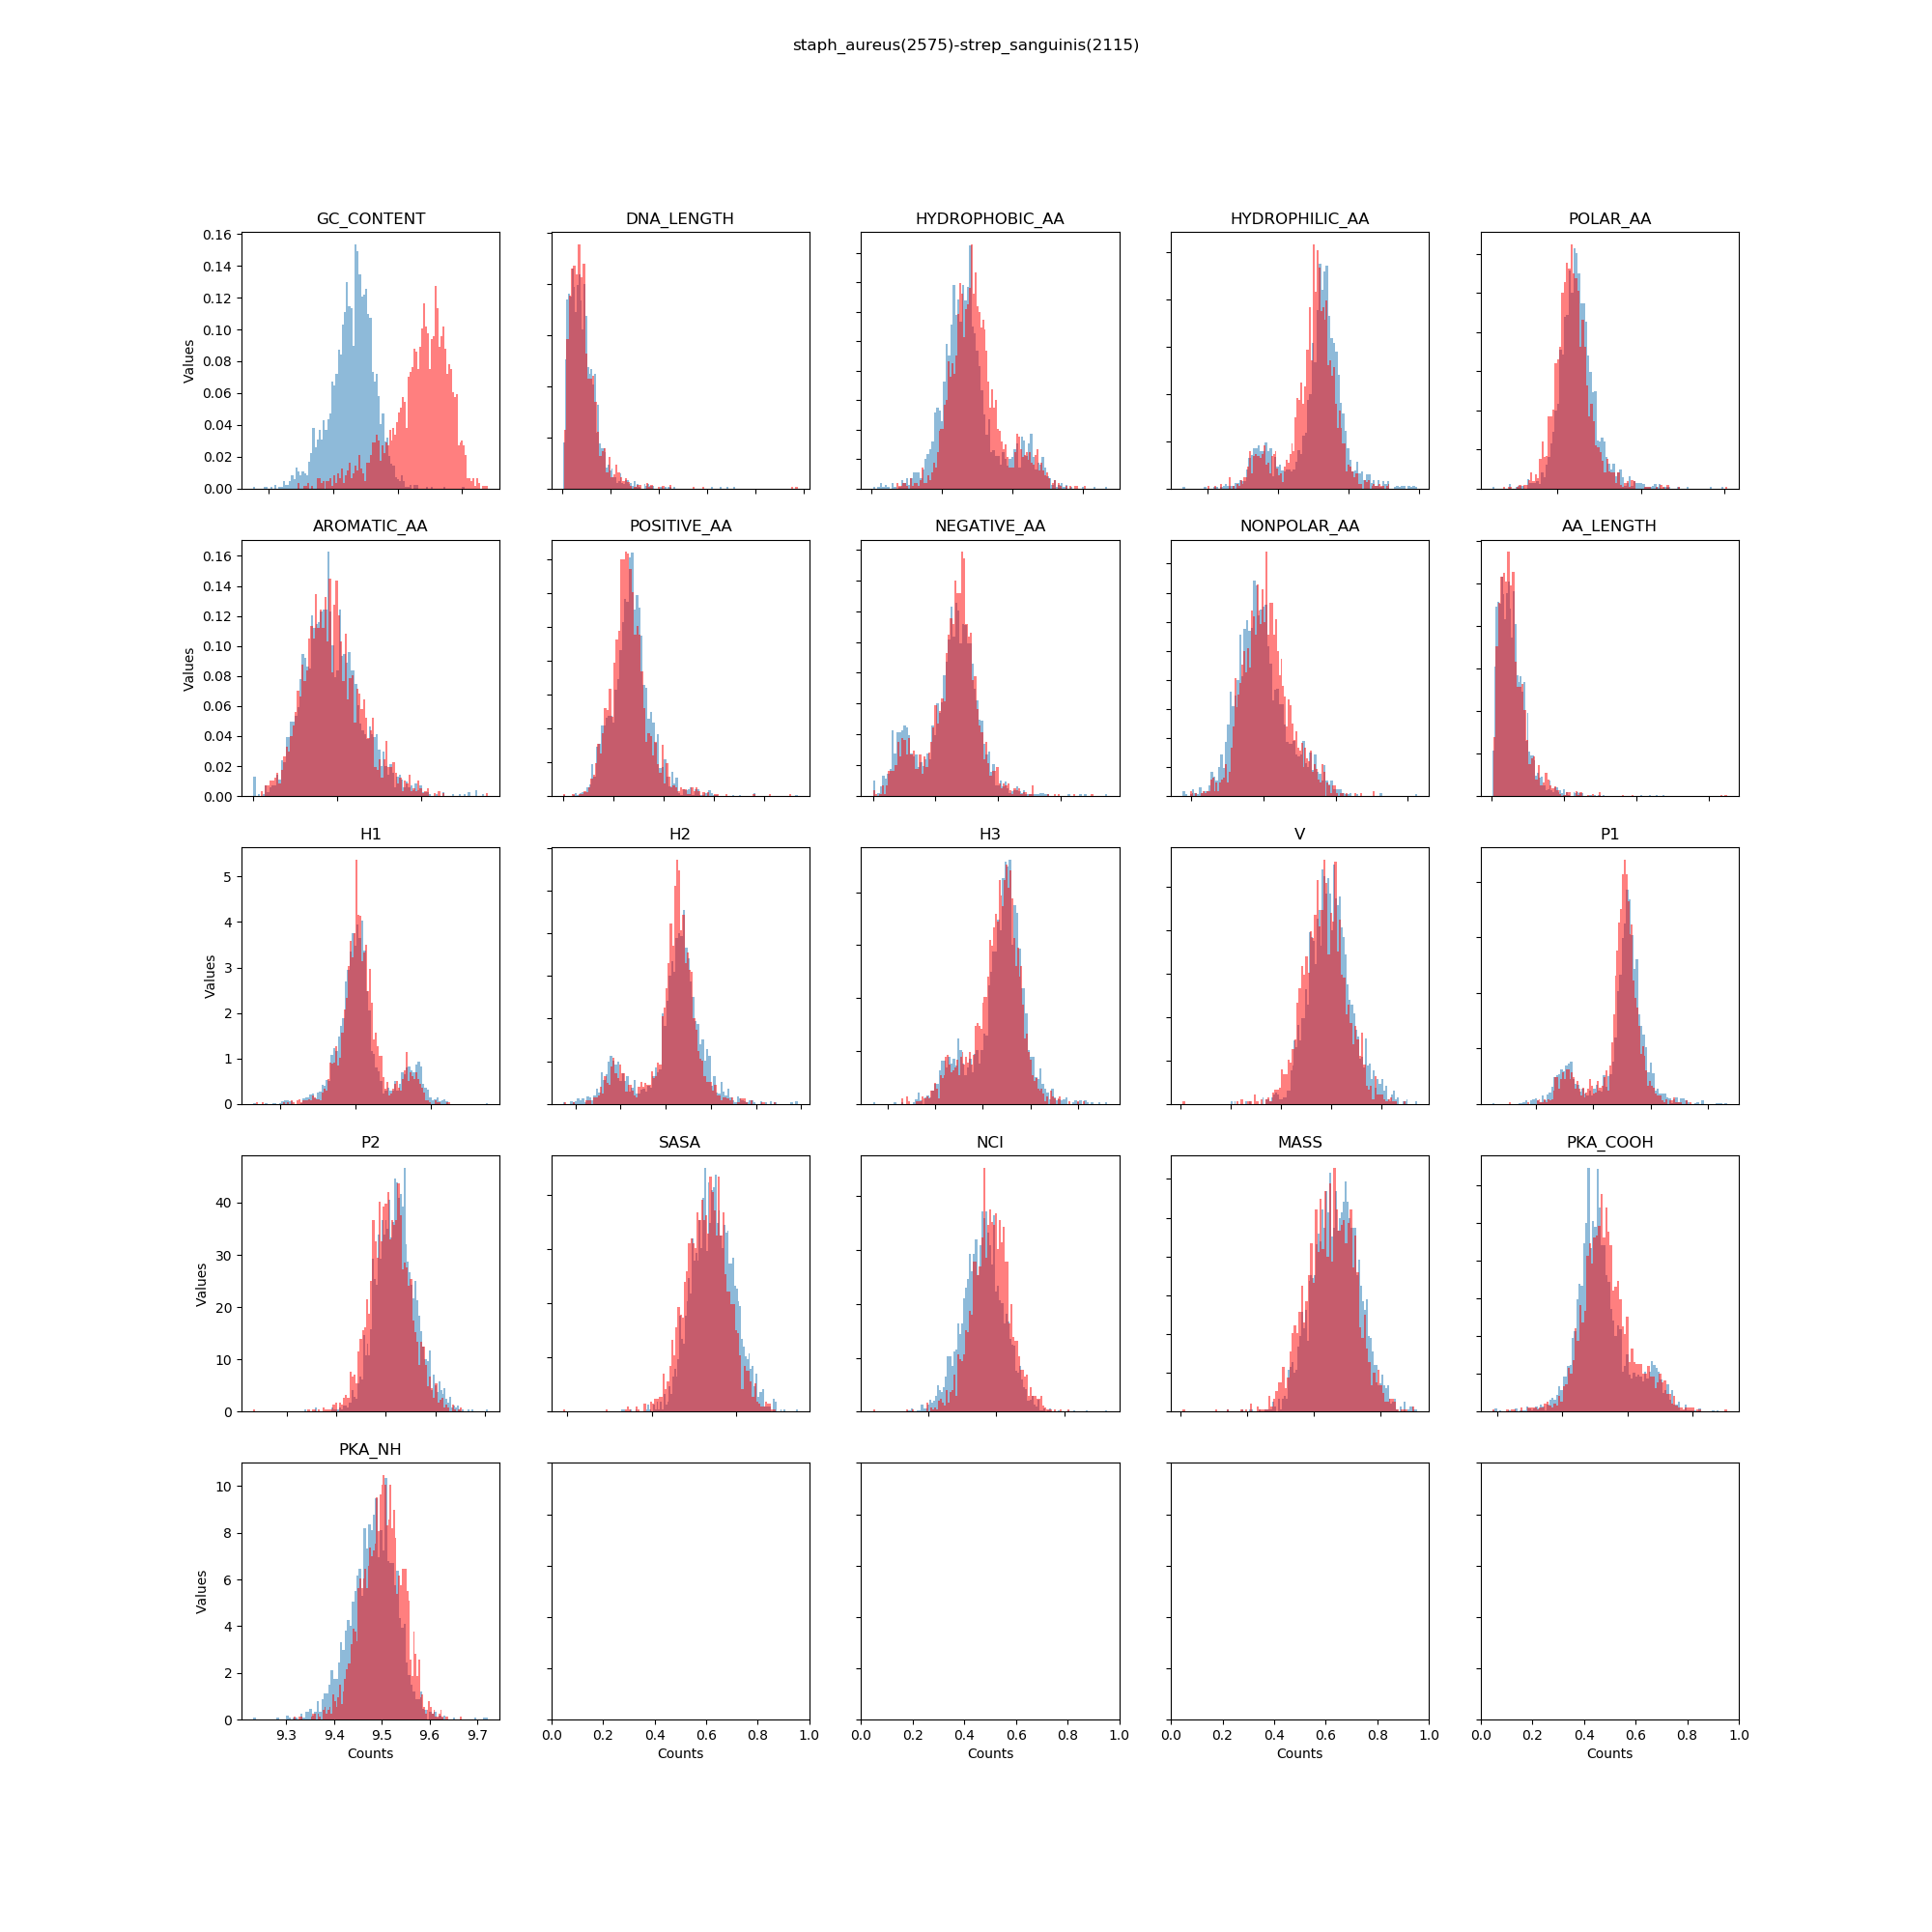 staph_aureus(2575)-strep_sanguinis(2115)
GC_CONTENT DNA_LENGTH HYDROPHOBIC_AA HYDROPHILIC_AA POLAR_AA
0.16
0.14
0.12
0.10
0.08
0.06
0.04
0.02
0.00
Values
AROMATIC_AA POSITIVE_AA NEGATIVE_AA NONPOLAR_AA AA_LENGTH
0.16
0.14
0.12
0.10
0.08
0.06
0.04
0.02
0.00
Values
H1 H2 H3 V P1
5
4
3
2
1
0
Values
P2 SASA NCI MASS PKA_COOH
40
30
20
10
0
Values
PKA_NH
10
8
6
4
2
0
Values
9.3 9.4 9.5 9.6 9.7 0.0 0.2 0.4 0.6 0.8 1.0 0.0 0.2 0.4 0.6 0.8 1.0 0.0 0.2 0.4 0.6 0.8 1.0 0.0 0.2 0.4 0.6 0.8 1.0
Counts Counts Counts Counts Counts